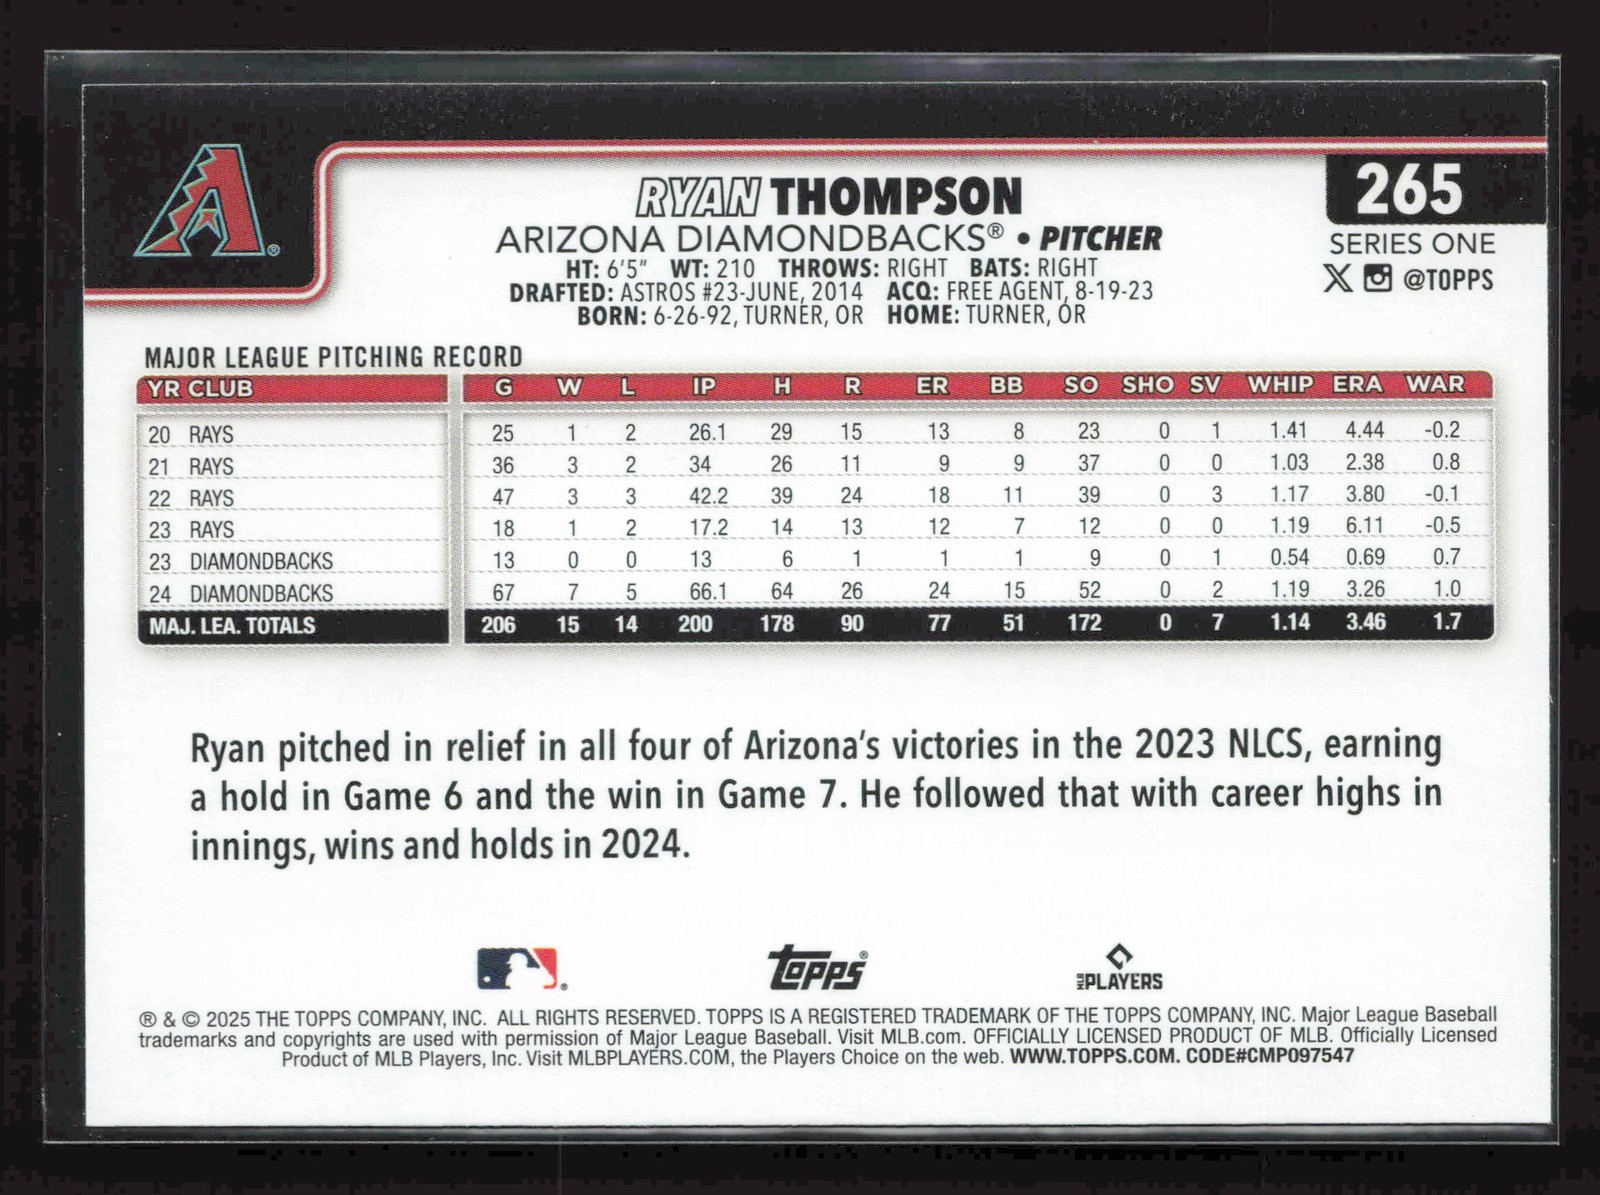 265
SERIES ONE
@TOPPS
RYAN THOMPSON
ARIZONA DIAMONDBACKS® • PITCHER
HT: 6'5" WT: 210 THROWS: RIGHT BATS: RIGHT
DRAFTED: ASTROS #23-JUNE, 2014 ACQ: FREE AGENT, 8-19-23
BORN: 6-26-92, TURNER, OR HOME: TURNER, OR
MAJOR LEAGUE PITCHING RECORD
YR CLUB G W L IP H R ER BB SO SHO SV WHIP ERA WAR
20 RAYS 25 1 2 26.1 29 15 13 8 23 0 1 1.41 4.44 -0.2
21 RAYS 36 3 2 34 26 11 9 9 37 0 0 1.03 2.38 0.8
22 RAYS 47 3 3 42.2 39 24 18 11 39 0 3 1.17 3.80 -0.1
23 RAYS 18 1 2 17.2 14 13 12 7 12 0 0 1.19 6.11 -0.5
23 DIAMONDBACKS 13 0 0 13 6 1 1 1 9 0 1 0.54 0.69 0.7
24 DIAMONDBACKS 67 7 5 66.1 64 26 24 15 52 0 2 1.19 3.26 1.0
MAJ. LEA. TOTALS 206 15 14 200 178 90 77 51 172 0 7 1.14 3.46 1.7
Ryan pitched in relief in all four of Arizona's victories in the 2023 NLCS, earning
a hold in Game 6 and the win in Game 7. He followed that with career highs in
innings, wins and holds in 2024.
topps®
MLB PLAYERS
® & © 2025 THE TOPPS COMPANY, INC. ALL RIGHTS RESERVED. TOPPS IS A REGISTERED TRADEMARK OF THE TOPPS COMPANY, INC. Major League Baseball
trademarks and copyrights are used with permission of Major League Baseball. Visit MLB.com. OFFICIALLY LICENSED PRODUCT OF MLB. Officially Licensed
Product of MLB Players, Inc. Visit MLBPLAYERS.COM, the Players Choice on the web. WWW.TOPPS.COM. CODE#CMP097547